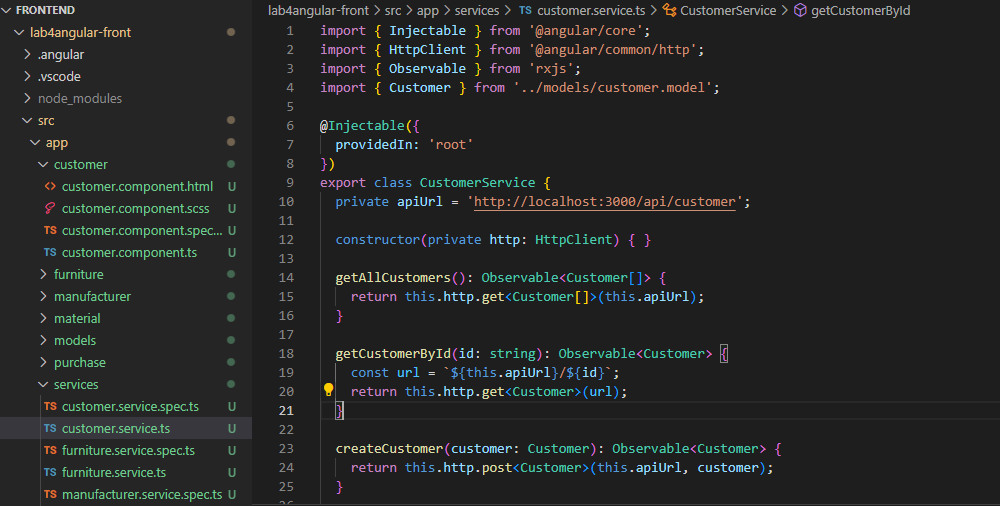 FRONTEND
lab4angular-front
.angular
.vscode
node_modules
src
app
customer
customer.component.html U
customer.component.scss U
customer.component.spec... U
TS customer.component.ts U
furniture
manufacturer
material
models
purchase
services
TS customer.service.spec.ts U
TS customer.service.ts U
TS furniture.service.spec.ts U
TS furniture.service.ts U
TS manufacturer.service.spec.ts U
lab4angular-front > src > app > services > TS customer.service.ts > CustomerService > getCustomerById
1 import { Injectable } from '@angular/core';
2 import { HttpClient } from '@angular/common/http';
3 import { Observable } from 'rxjs';
4 import { Customer } from '../models/customer.model';
5
6 @Injectable({
7 providedIn: 'root'
8 })
9 export class CustomerService {
10 private apiUrl = 'http://localhost:3000/api/customer';
11
12 constructor(private http: HttpClient) { }
13
14 getAllCustomers(): Observable<Customer[]> {
15 return this.http.get<Customer[]>(this.apiUrl);
16 }
17
18 getCustomerById(id: string): Observable<Customer> {
19 const url = `${this.apiUrl}/${id}`;
20 return this.http.get<Customer>(url);
21 }
22
23 createCustomer(customer: Customer): Observable<Customer> {
24 return this.http.post<Customer>(this.apiUrl, customer);
25 }